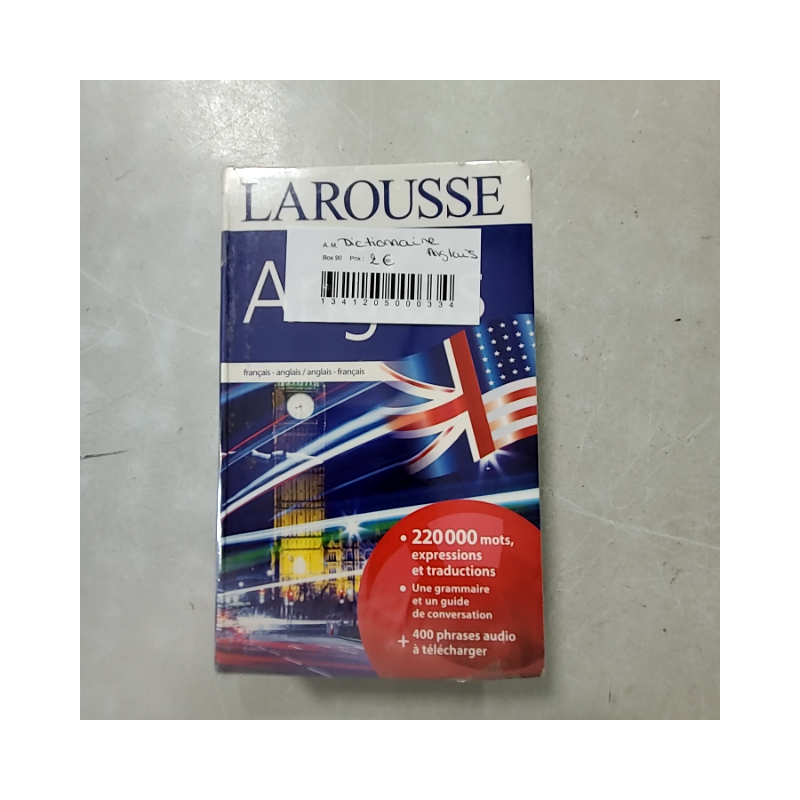 LAROUSSE
A. M. Dictionnaire
Anglais
Box 90 Prix : 2 €
1341205000334
français - anglais / anglais - français
• 220 000 mots,
expressions
et traductions
• Une grammaire
et un guide
de conversation
+ 400 phrases audio
à télécharger